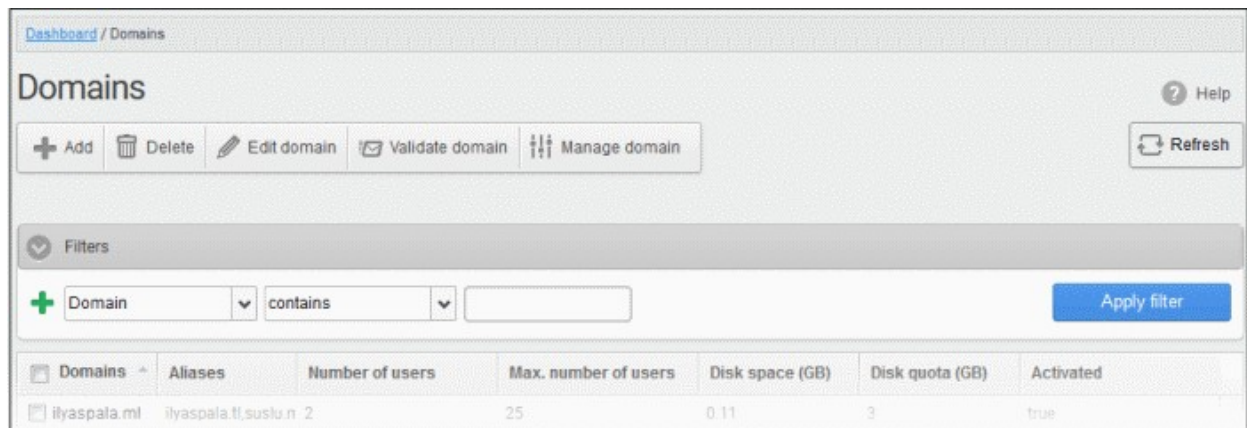 Dashboard / Domains
Domains
Help
Add Delete Edit domain Validate domain Manage domain
Refresh
Filters
Domain contains
Apply filter
Domains Aliases Number of users Max. number of users Disk space (GB) Disk quota (GB) Activated
ilyaspala.ml ilyaspala.tl,suslu.n 2 25 0.11 3 true